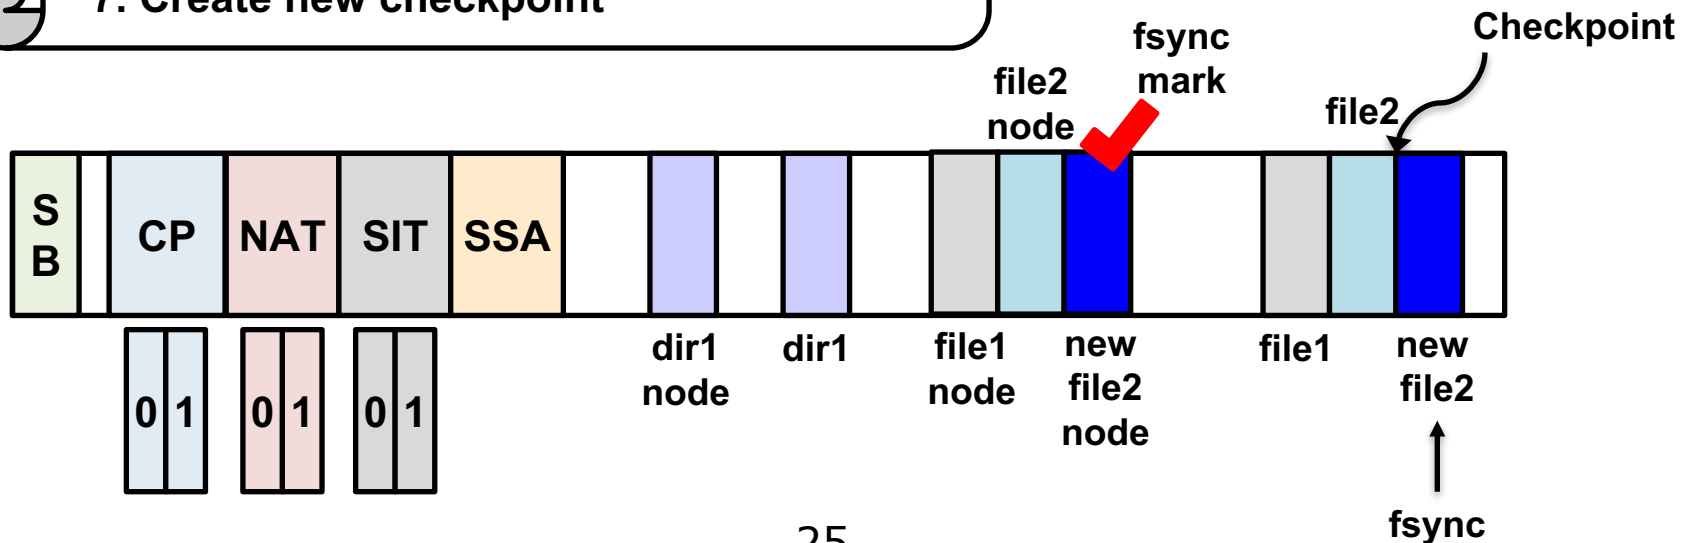 7. Create new checkpoint
Checkpoint
fsync
mark
file2
node
file2
S
B
CP
NAT
SIT
SSA
dir1
node
dir1
file1
node
new
file2
node
file1
new
file2
0 1
0 1
0 1
fsync
25